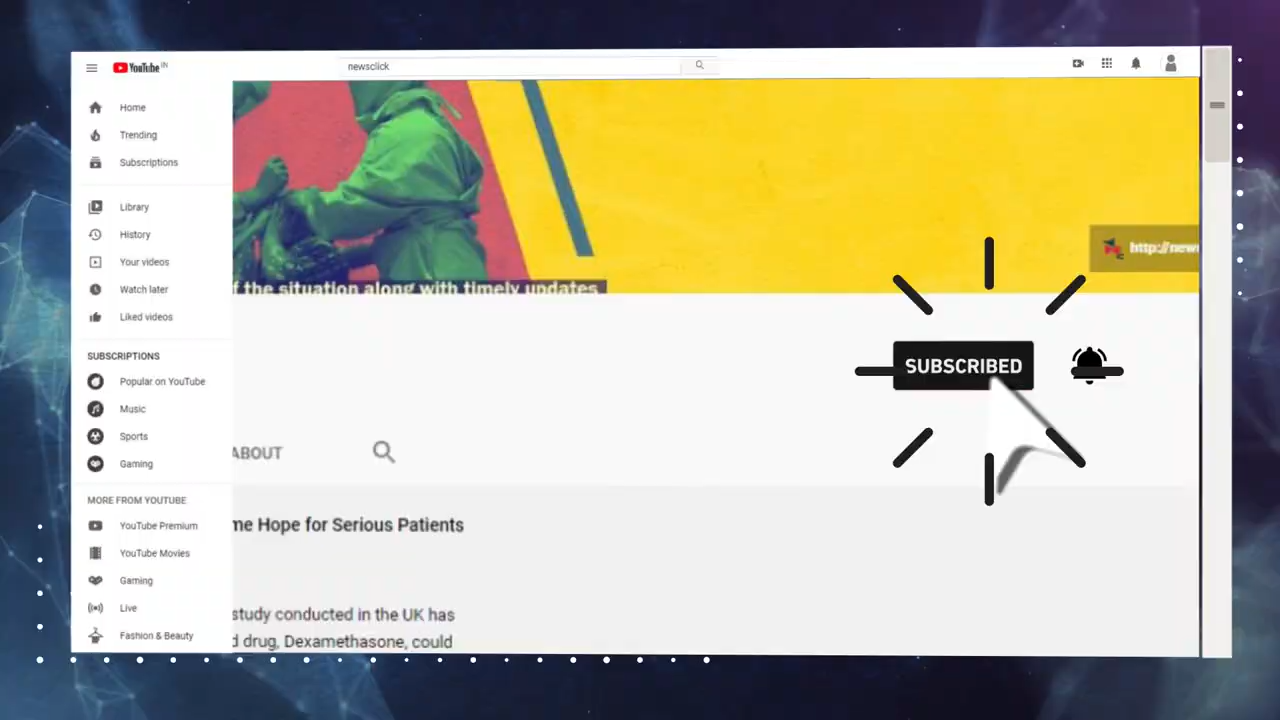 YouTube IN
newsclick
Home
Trending
Subscriptions
Library
History
Your videos
Watch later
Liked videos
SUBSCRIPTIONS
Popular on YouTube
Music
Sports
Gaming
MORE FROM YOUTUBE
YouTube Premium
YouTube Movies
Gaming
Live
Fashion & Beauty
f the situation along with timely updates
http://new
SUBSCRIBED
ABOUT
me Hope for Serious Patients
study conducted in the UK has
d drug, Dexamethasone, could